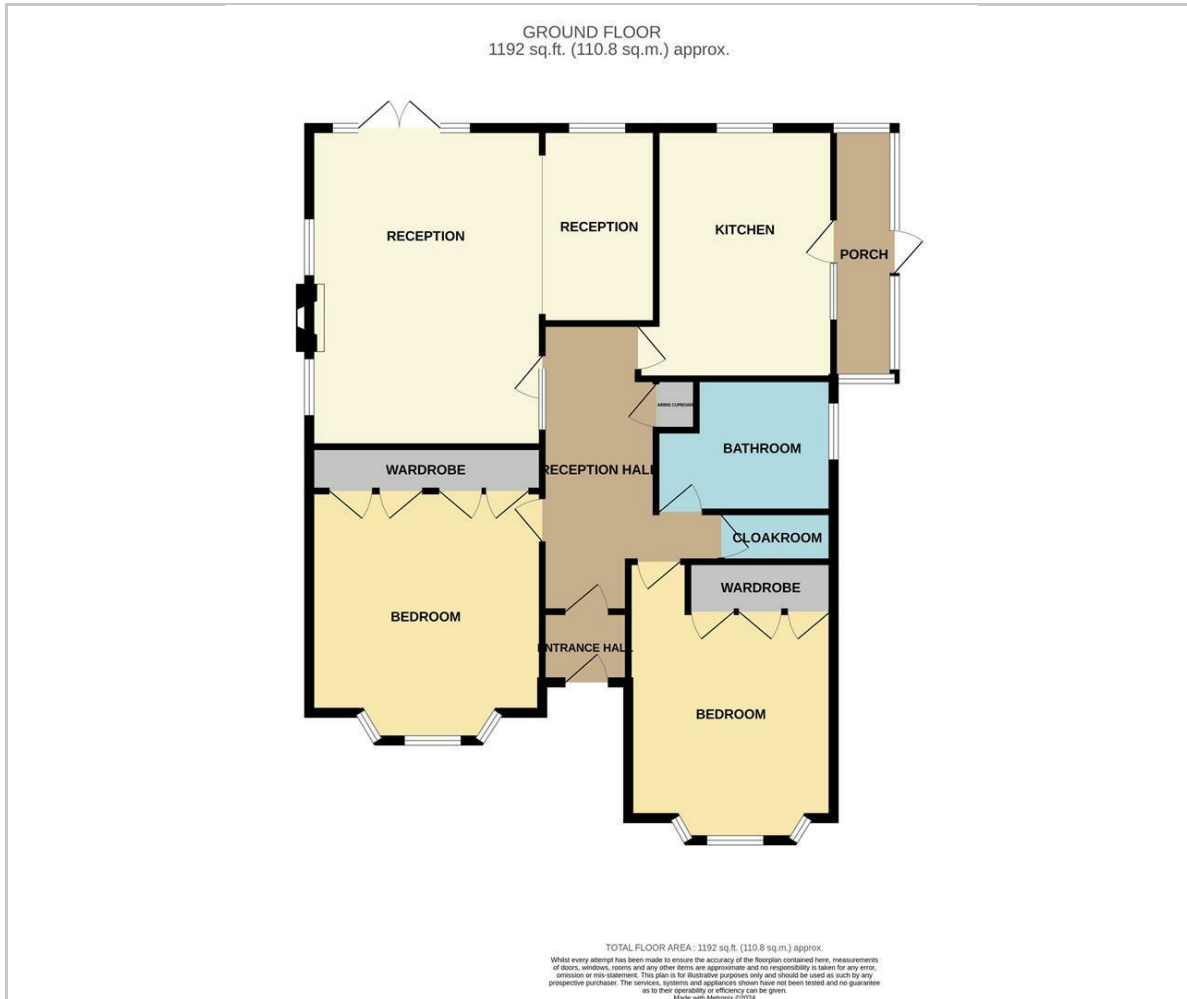 GROUND FLOOR
1192 sq.ft. (110.8 sq.m.) approx.
RECEPTION
RECEPTION
KITCHEN
PORCH
AIRING CUPBOARD
BATHROOM
WARDROBE
RECEPTION HALL
CLOAKROOM
WARDROBE
BEDROOM
ENTRANCE HALL
BEDROOM
TOTAL FLOOR AREA : 1192 sq.ft. (110.8 sq.m.) approx.
Whilst every attempt has been made to ensure the accuracy of the floorplan contained here, measurements
of doors, windows, rooms and any other items are approximate and no responsibility is taken for any error,
omission or mis-statement. This plan is for illustrative purposes only and should be used as such by any
prospective purchaser. The services, systems and appliances shown have not been tested and no guarantee
as to their operability or efficiency can be given.
Made with Metropix ©2024